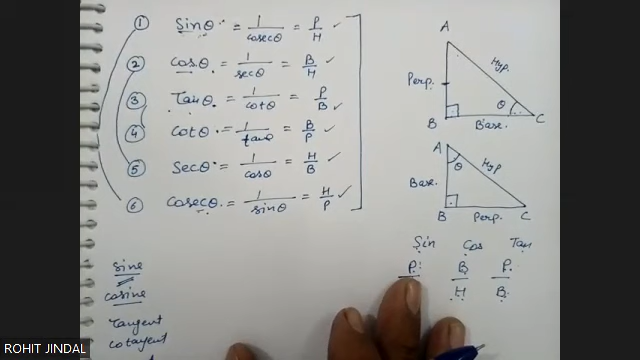 ① Sinθ = 1/cosecθ = P/H ✓
② Cosθ = 1/secθ = B/H ✓
③ Tanθ = 1/cotθ = P/B ✓
④ Cotθ = 1/tanθ = B/P ✓
⑤ Secθ = 1/cosθ = H/B ✓
⑥ Cosecθ = 1/sinθ = H/P ✓
sine
cosine
Tangent
cotangent
A
Hyp.
Perp.
θ
B Base. C
A
θ
Hyp
Base.
B Perp. C
Sin Cos Tan
P B P
H B
ROHIT JINDAL